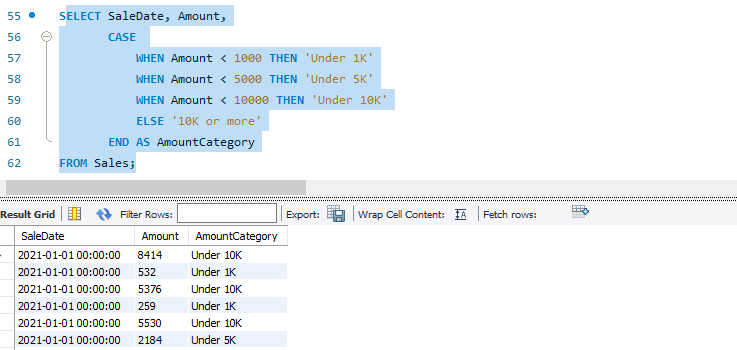 55 SELECT SaleDate, Amount,
56 CASE
57 WHEN Amount < 1000 THEN 'Under 1K'
58 WHEN Amount < 5000 THEN 'Under 5K'
59 WHEN Amount < 10000 THEN 'Under 10K'
60 ELSE '10K or more'
61 END AS AmountCategory
62 FROM Sales;
Result Grid Filter Rows: Export: Wrap Cell Content: IA Fetch rows:
SaleDate Amount AmountCategory
2021-01-01 00:00:00 8414 Under 10K
2021-01-01 00:00:00 532 Under 1K
2021-01-01 00:00:00 5376 Under 10K
2021-01-01 00:00:00 259 Under 1K
2021-01-01 00:00:00 5530 Under 10K
2021-01-01 00:00:00 2184 Under 5K